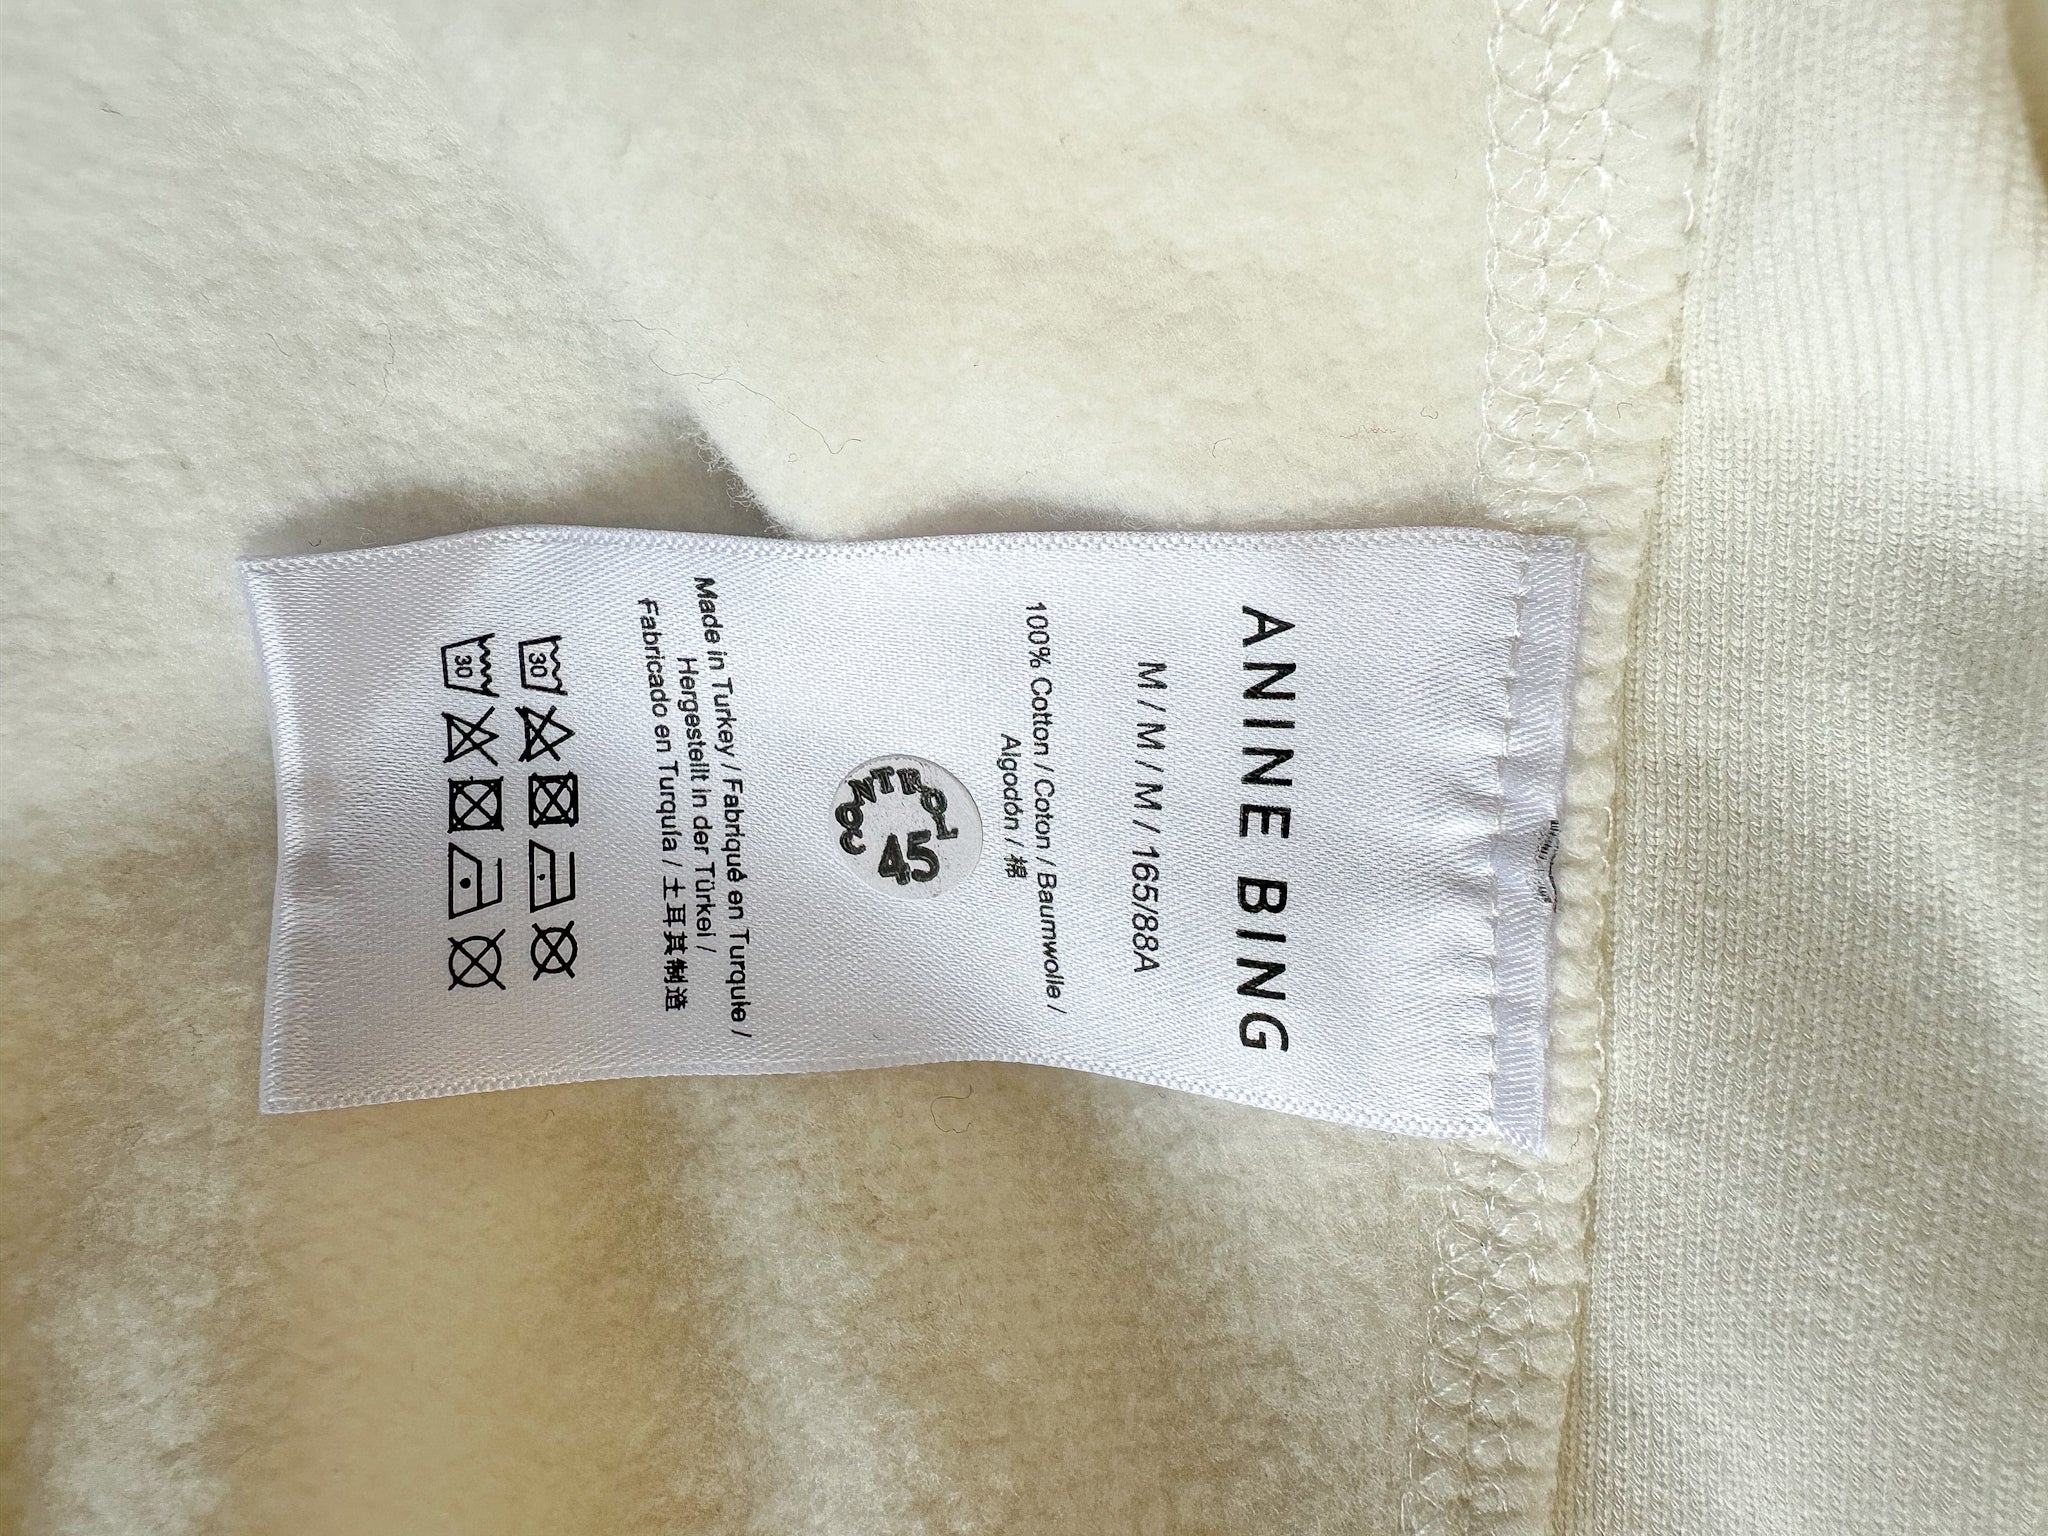 ANINE BING
M / M / M / M / 165/88A
100% Cotton / Coton / Baumwolle /
Algodón / 棉
CONTROL
45
Made in Turkey / Fabriqué en Turquie /
Hergestellt in der Türkei /
Fabricado en Turquía / 土耳其制造
30
30